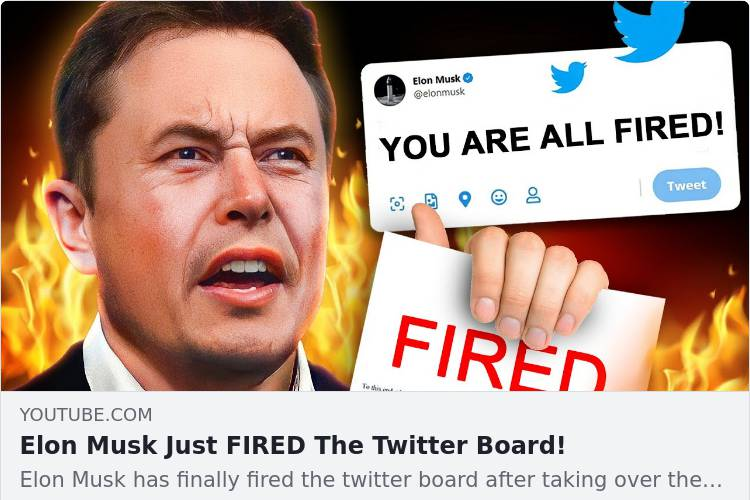 Elon Musk
@elonmusk
YOU ARE ALL FIRED!
Tweet
FIRED
YOUTUBE.COM
Elon Musk Just FIRED The Twitter Board!
Elon Musk has finally fired the twitter board after taking over the...